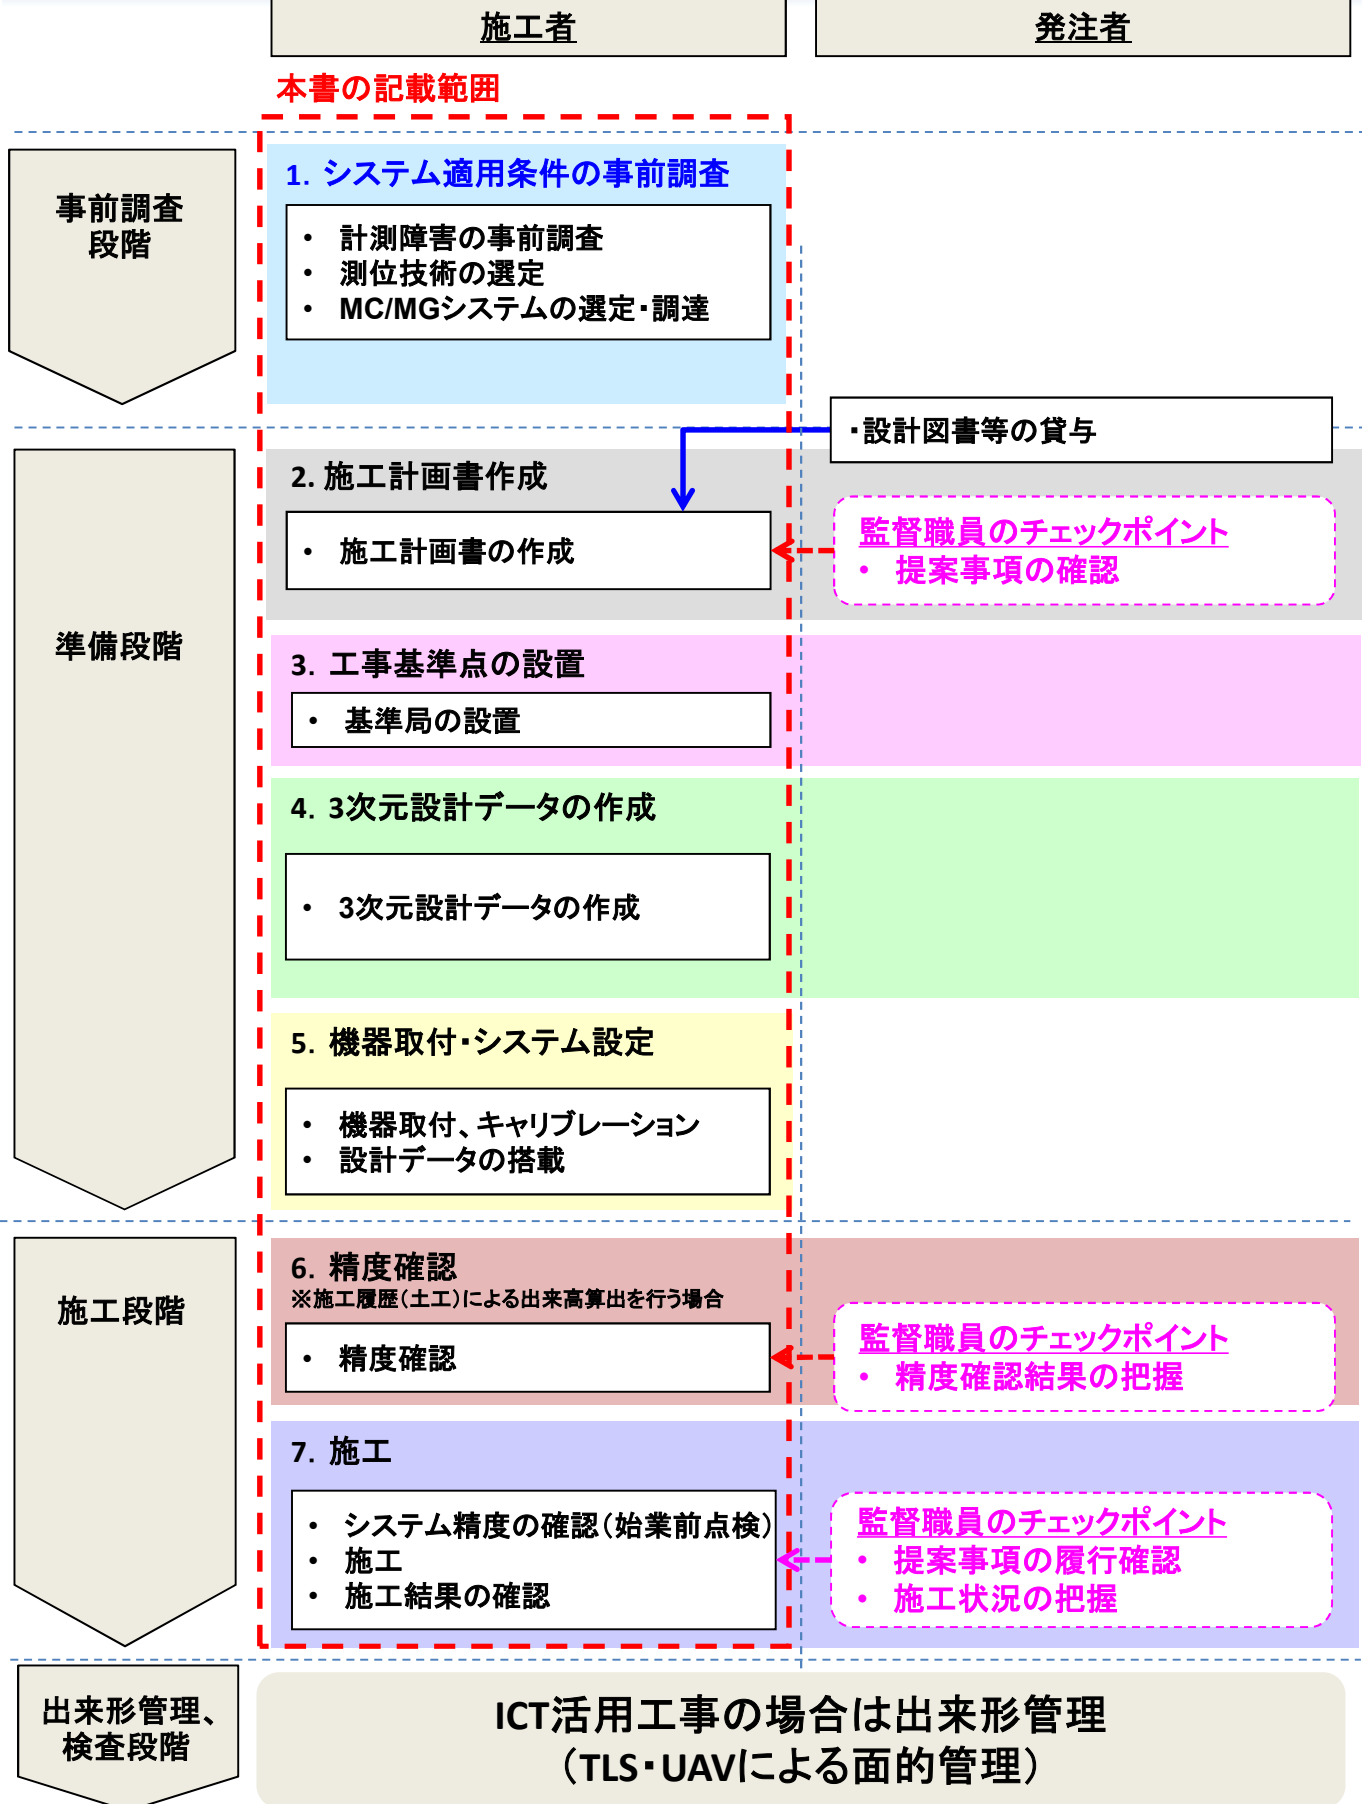 施工者
発注者
本書の記載範囲
事前調査
段階
1. システム適用条件の事前調査
• 計測障害の事前調査
• 測位技術の選定
• MC/MGシステムの選定・調達
・設計図書等の貸与
準備段階
2. 施工計画書作成
• 施工計画書の作成
監督職員のチェックポイント
• 提案事項の確認
3. 工事基準点の設置
• 基準局の設置
4. 3次元設計データの作成
• 3次元設計データの作成
5. 機器取付・システム設定
• 機器取付、キャリブレーション
• 設計データの搭載
施工段階
6. 精度確認
※施工履歴(土工)による出来高算出を行う場合
• 精度確認
監督職員のチェックポイント
• 精度確認結果の把握
7. 施工
• システム精度の確認(始業前点検)
• 施工
• 施工結果の確認
監督職員のチェックポイント
• 提案事項の履行確認
• 施工状況の把握
出来形管理、
検査段階
ICT活用工事の場合は出来形管理
(TLS・UAVによる面的管理)